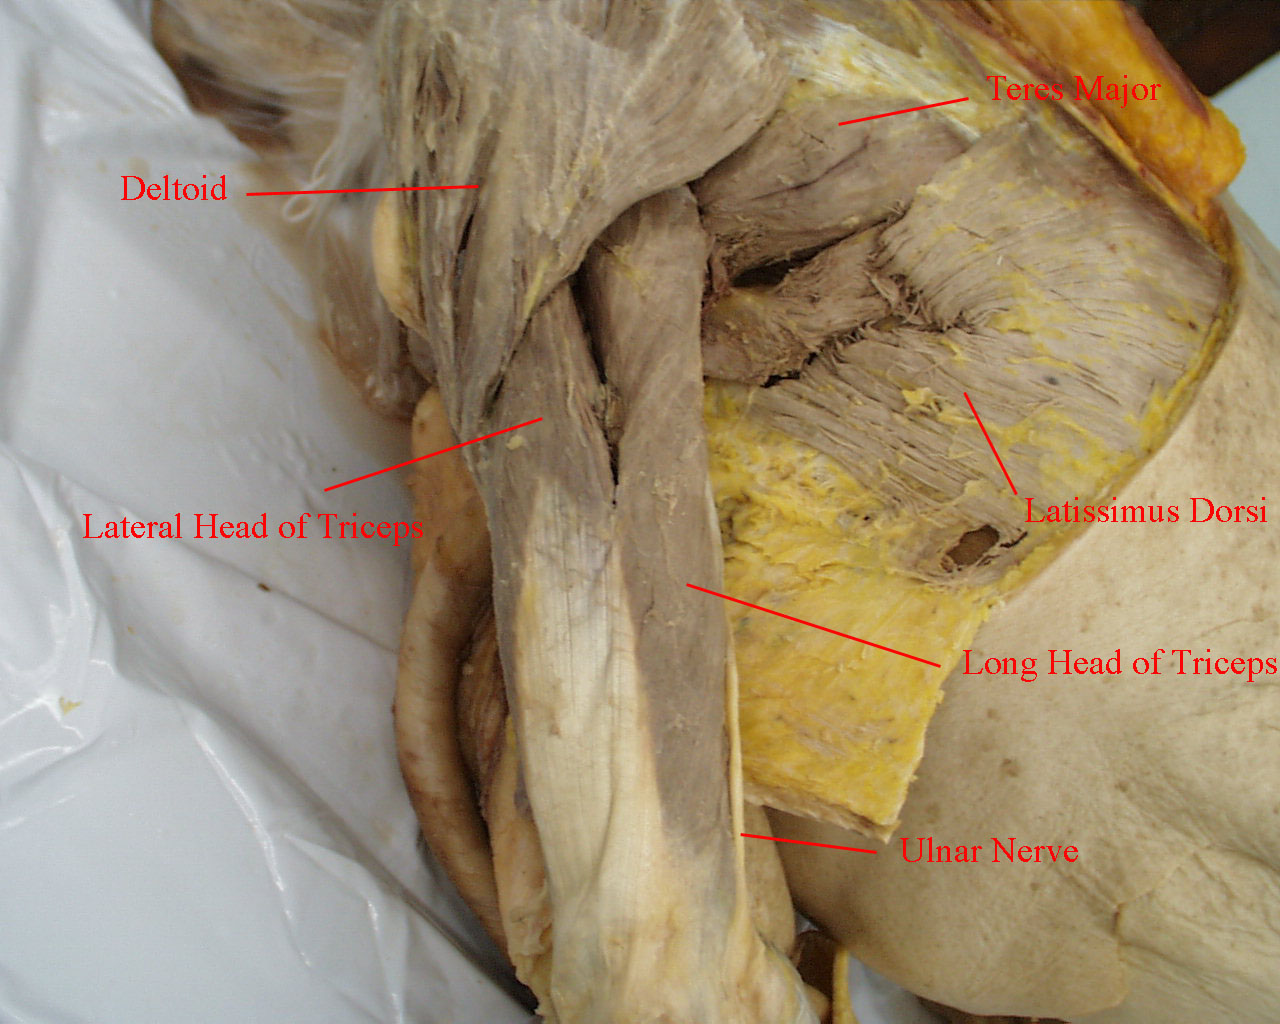 Teres Major
Deltoid
Latissimus Dorsi
Lateral Head of Triceps
Long Head of Triceps
Ulnar Nerve